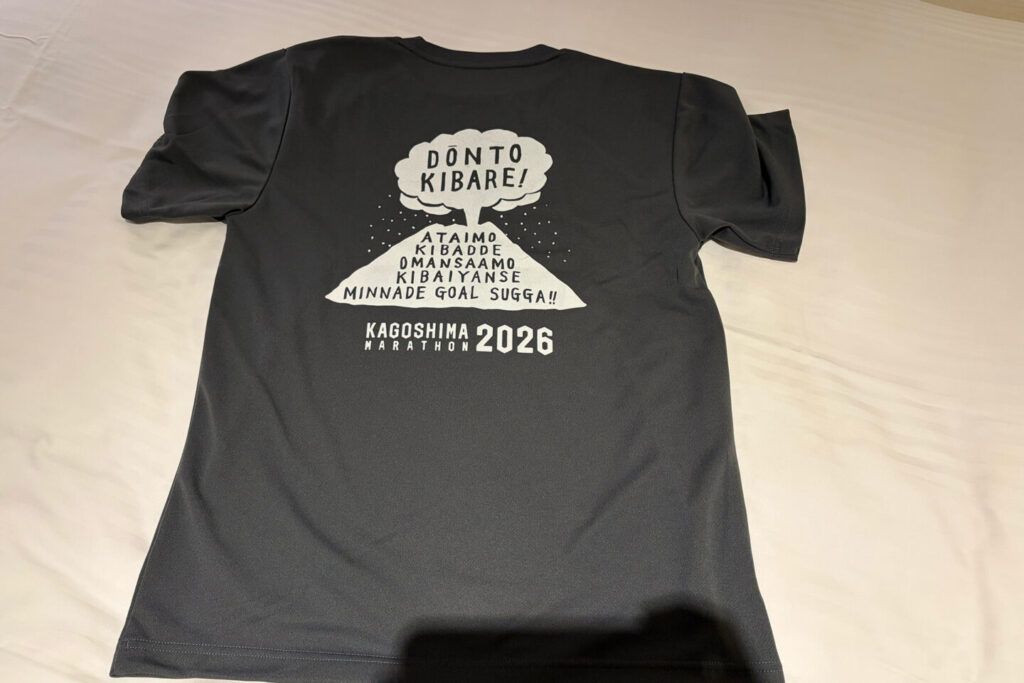 DŌNTO
KIBARE!
ATAIMO
KIBADDE
OMANSAAMO
KIBAIYANSE
MINNADE GOAL SUGGA!!
KAGOSHIMA
MARATHON 2026